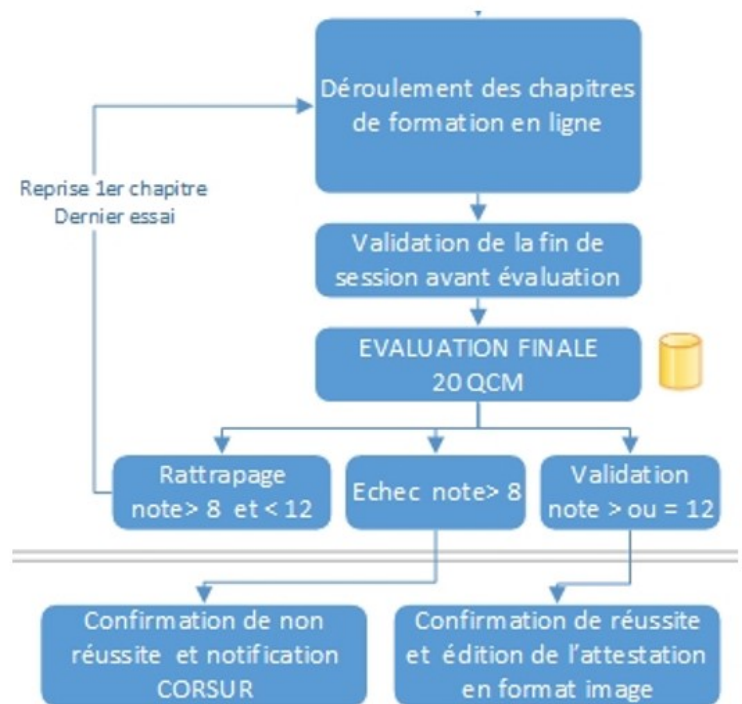 Déroulement des chapitres
de formation en ligne
Reprise 1er chapitre
Dernier essai
Validation de la fin de
session avant évaluation
EVALUATION FINALE
20 QCM
Rattrapage
note> 8 et < 12
Echec note> 8
Validation
note > ou = 12
Confirmation de non
réussite et notification
CORSUR
Confirmation de réussite
et édition de l'attestation
en format image